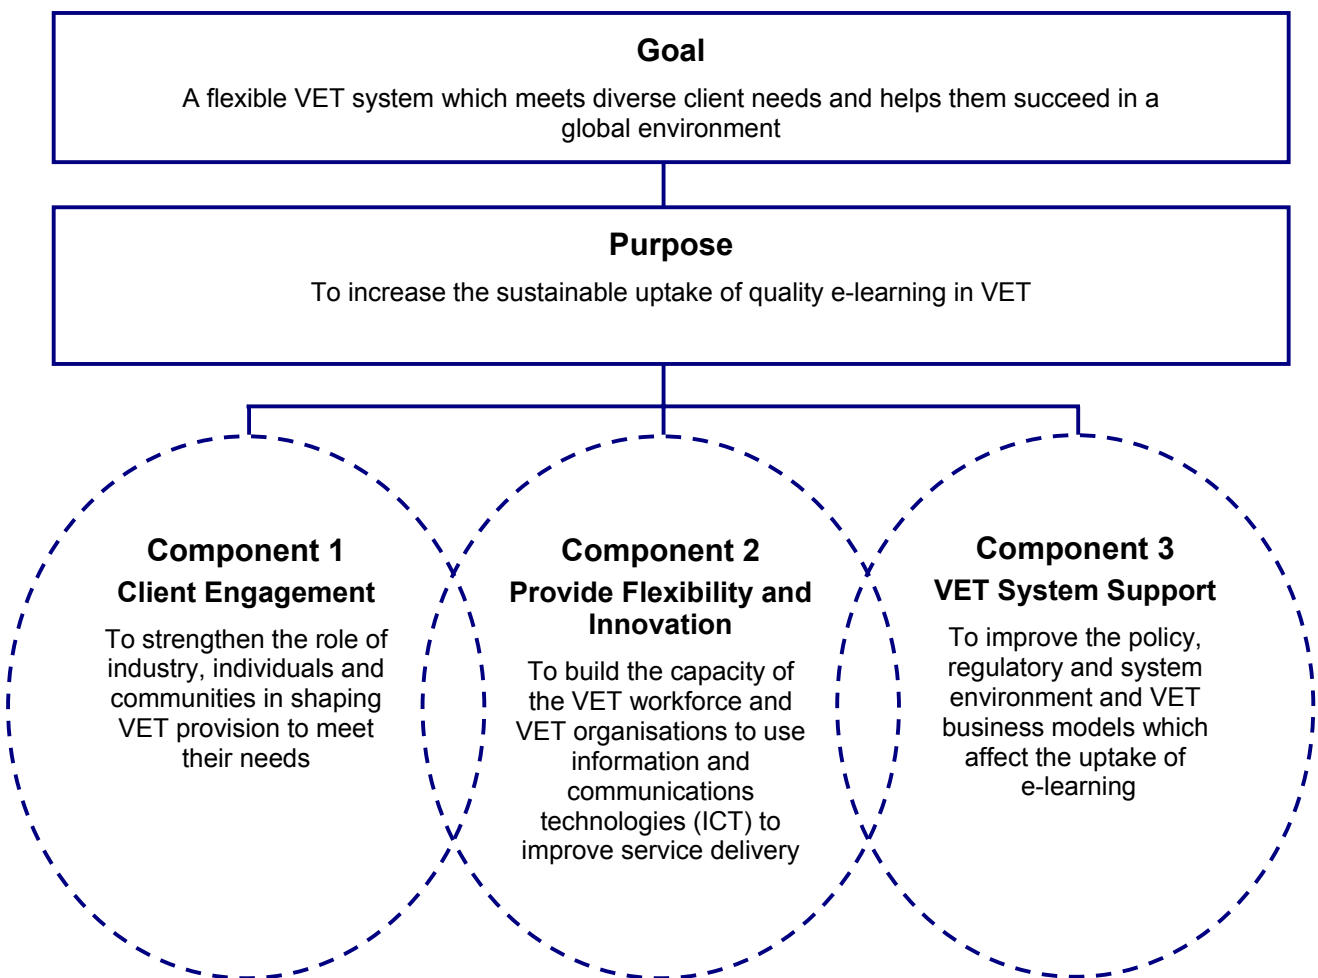 Goal
A flexible VET system which meets diverse client needs and helps them succeed in a
global environment
Purpose
To increase the sustainable uptake of quality e-learning in VET
Component 1
Client Engagement
To strengthen the role of
industry, individuals and
communities in shaping
VET provision to meet
their needs
Component 2
Provide Flexibility and
Innovation
To build the capacity of
the VET workforce and
VET organisations to use
information and
communications
technologies (ICT) to
improve service delivery
Component 3
VET System Support
To improve the policy,
regulatory and system
environment and VET
business models which
affect the uptake of
e-learning